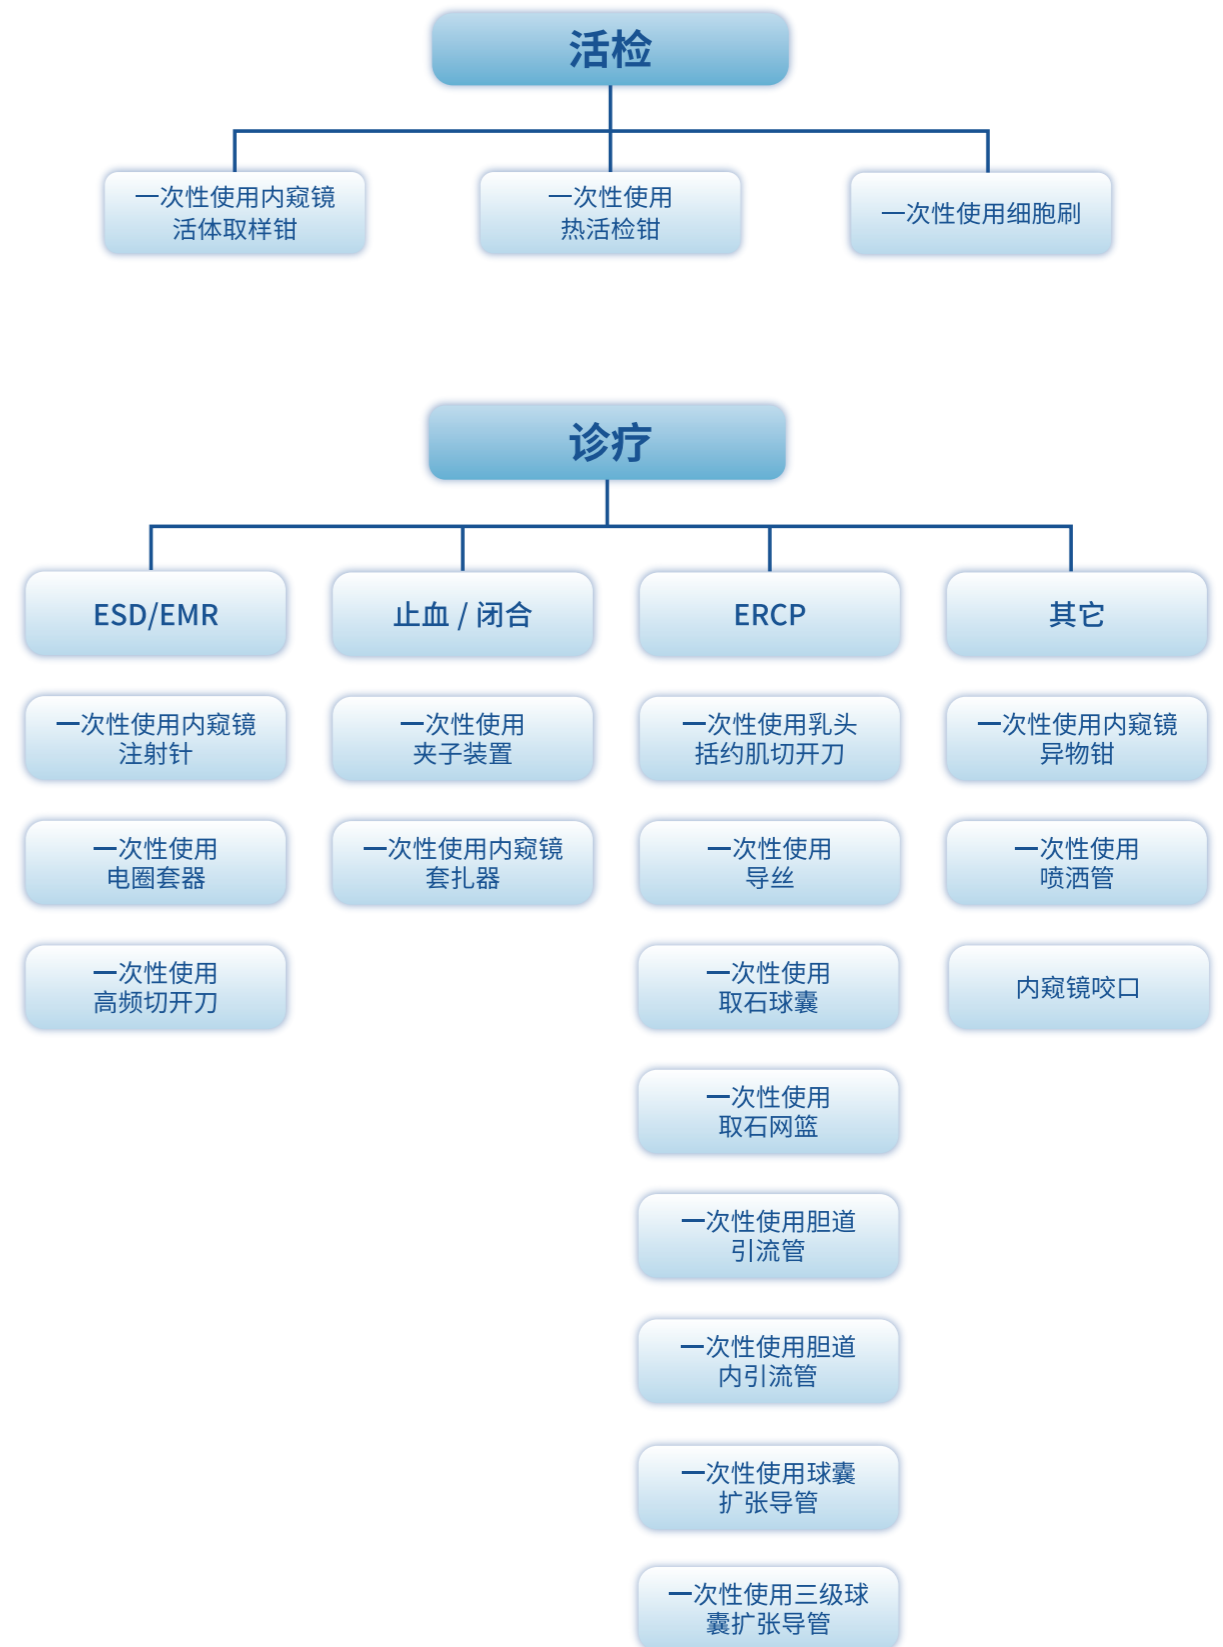 活检
一次性使用内窥镜
活体取样钳
一次性使用
热活检钳
一次性使用细胞刷
诊疗
ESD/EMR
止血 / 闭合
ERCP
其它
一次性使用内窥镜
注射针
一次性使用
夹子装置
一次性使用乳头
括约肌切开刀
一次性使用内窥镜
异物钳
一次性使用
电圈套器
一次性使用内窥镜
套扎器
一次性使用
导丝
一次性使用
喷洒管
一次性使用
高频切开刀
一次性使用
取石球囊
内窥镜咬口
一次性使用
取石网篮
一次性使用胆道
引流管
一次性使用胆道
内引流管
一次性使用球囊
扩张导管
一次性使用三级球
囊扩张导管